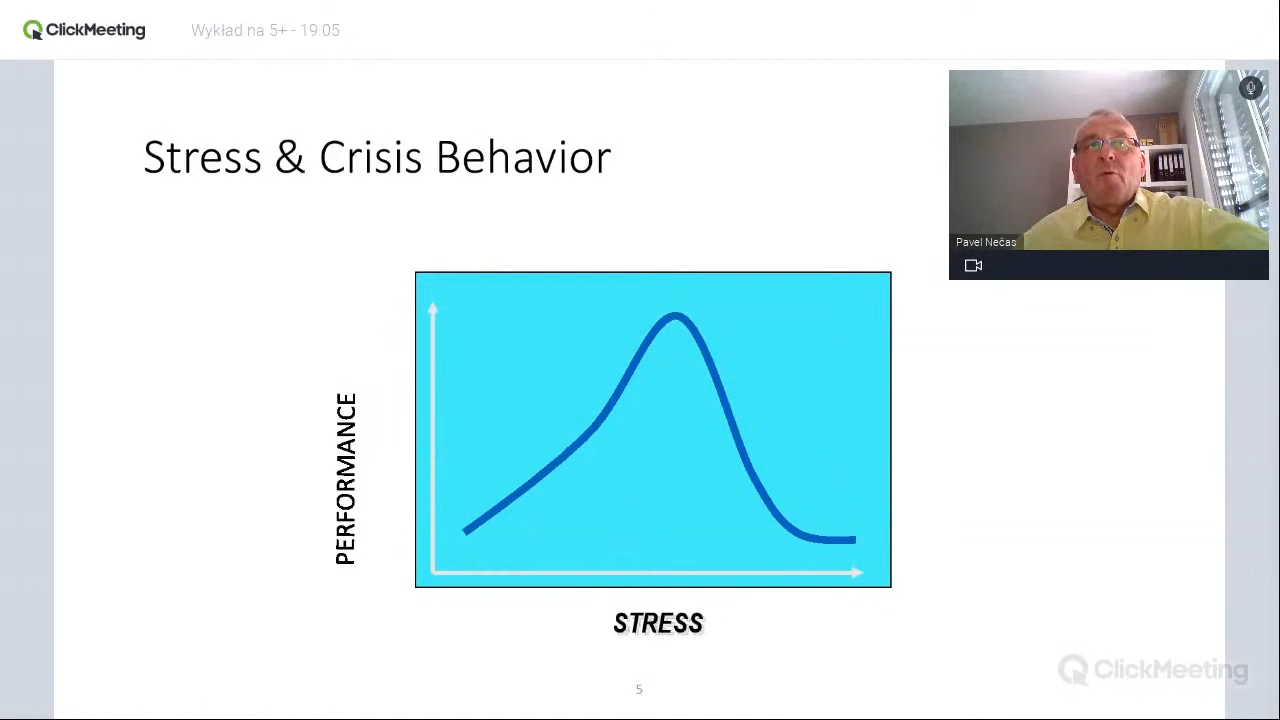 ClickMeeting
Wykład na 5+ - 19.05
Stress & Crisis Behavior
Pavel Nečas
PERFORMANCE
STRESS
ClickMeeting
5